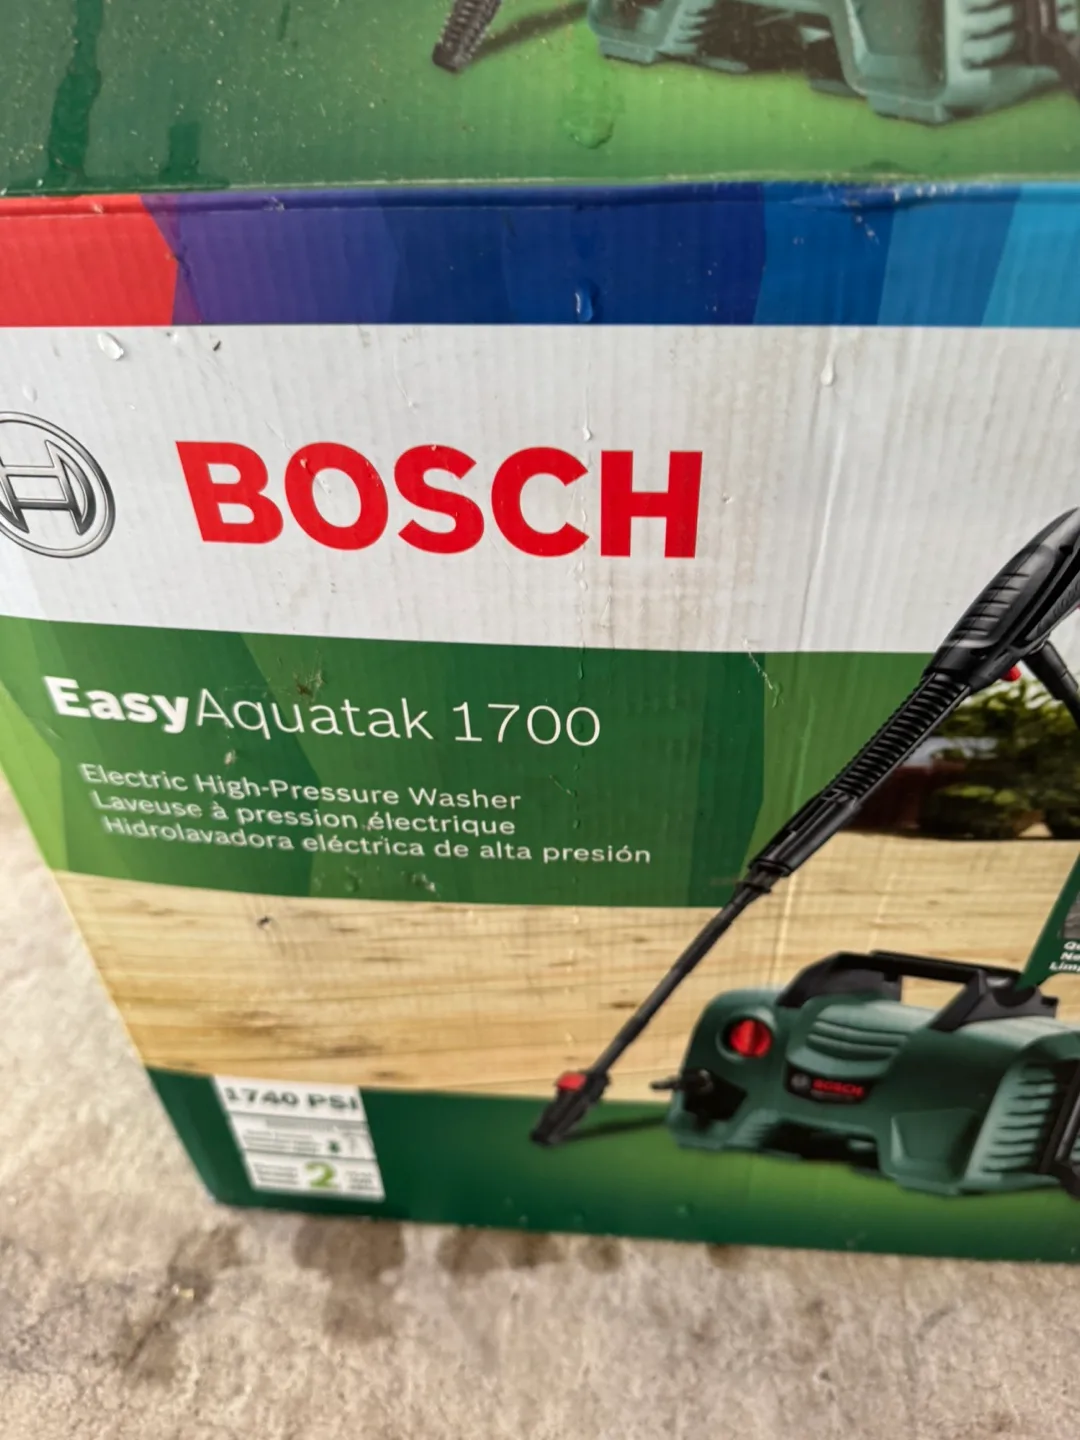 BOSCH
EasyAquatak 1700
Electric High-Pressure Washer
Laveuse à pression électrique
Hidrolavadora eléctrica de alta presión
BOSCH
1740 PSI
2